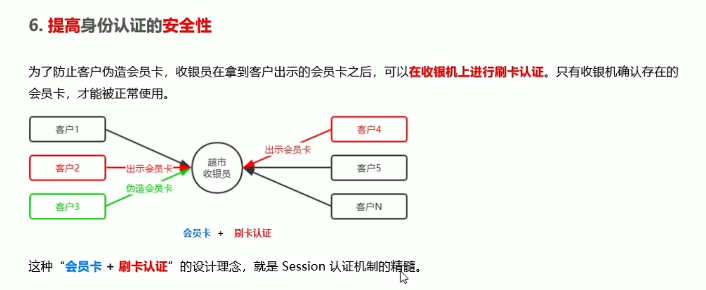 6. 提高身份认证的安全性
为了防止客户伪造会员卡，收银员在拿到客户出示的会员卡之后，可以在收银机上进行刷卡认证。只有收银机确认存在的
会员卡，才能被正常使用。
客户1
客户4
超市
收银员
出示会员卡
客户2
出示会员卡
客户5
伪造会员卡
客户3
客户N
会员卡 + 刷卡认证
这种“会员卡 + 刷卡认证”的设计理念，就是 Session 认证机制的精髓。